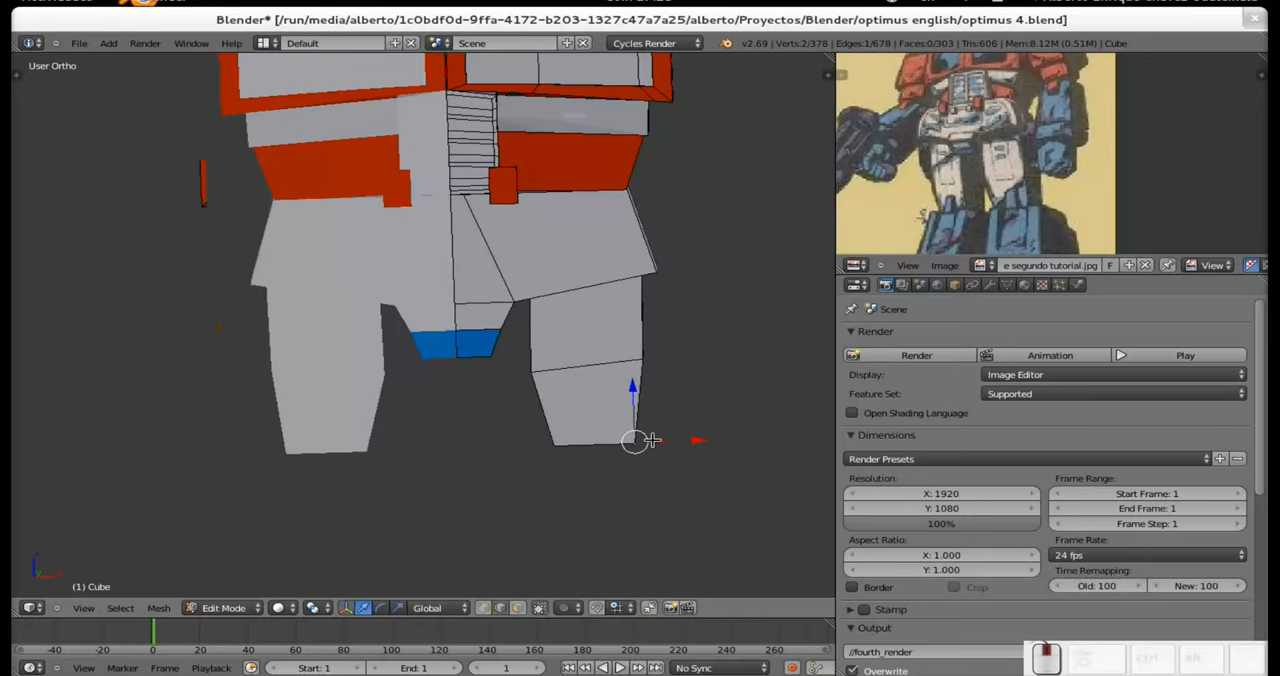 Blender* [/run/media/alberto/1c0bdf0d-9ffa-4172-b203-1327c47a7a25/alberto/Proyectos/Blender/optimus english/optimus 4.blend]
File Add Render Window Help Default Scene Cycles Render v2.69 | Verts:2/378 | Edges:1/678 | Faces:0/303 | Tris:606 | Mem:8.12M (0.51M) | Cube
User Ortho
View Image e segundo tutorial.jpg F View
Scene
Render
Render Animation Play
Display: Image Editor
Feature Set: Supported
Open Shading Language
Dimensions
Render Presets
Resolution: Frame Range:
X: 1920 Start Frame: 1
Y: 1080 End Frame: 1
100% Frame Step: 1
Aspect Ratio: Frame Rate:
X: 1.000 24 fps
Y: 1.000 Time Remapping:
Border Crop Old: 100 New: 100
(1) Cube
View Select Mesh Edit Mode Global
Stamp
Output
-40 -20 0 20 40 60 80 100 120 140 160 180 200 220 240 260
//fourth_render
View Marker Frame Playback Start: 1 End: 1 1 No Sync
Overwrite
Ctrl Alt